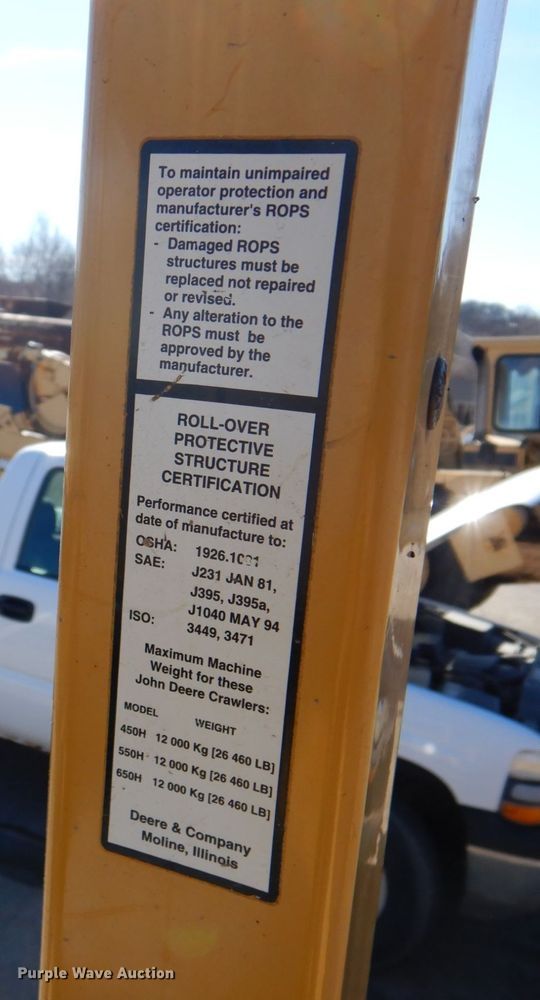 To maintain unimpaired
operator protection and
manufacturer's ROPS
certification:
- Damaged ROPS
structures must be
replaced not repaired
or revised.
- Any alteration to the
ROPS must be
approved by the
manufacturer.
ROLL-OVER
PROTECTIVE
STRUCTURE
CERTIFICATION
Performance certified at
date of manufacture to:
OSHA:
SAE: J231 JAN 81,
J395, J395a,
J1040 MAY 94
ISO: 3449, 3471
Maximum Machine
Weight for these
John Deere Crawlers:
MODEL WEIGHT
450H 12 000 Kg [26 460 LB]
550H 12 000 Kg [26 460 LB]
650H 12 000 Kg [26 460 LB]
Deere & Company
Moline, Illinois
Purple Wave Auction